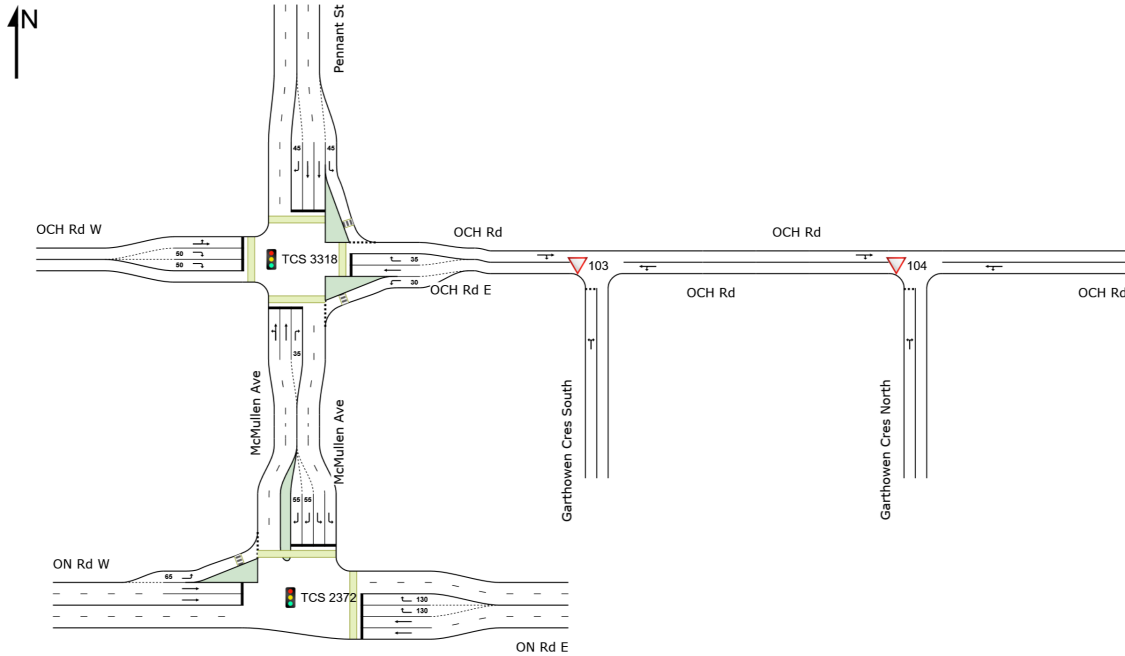 N
Pennant St
45
45
OCH Rd W
OCH Rd
OCH Rd
50
50
TCS 3318
35
30
OCH Rd E
103
104
OCH Rd
OCH Rd
35
McMullen Ave
McMullen Ave
Garthowen Cres South
Garthowen Cres North
55
55
ON Rd W
65
TCS 2372
130
130
ON Rd E